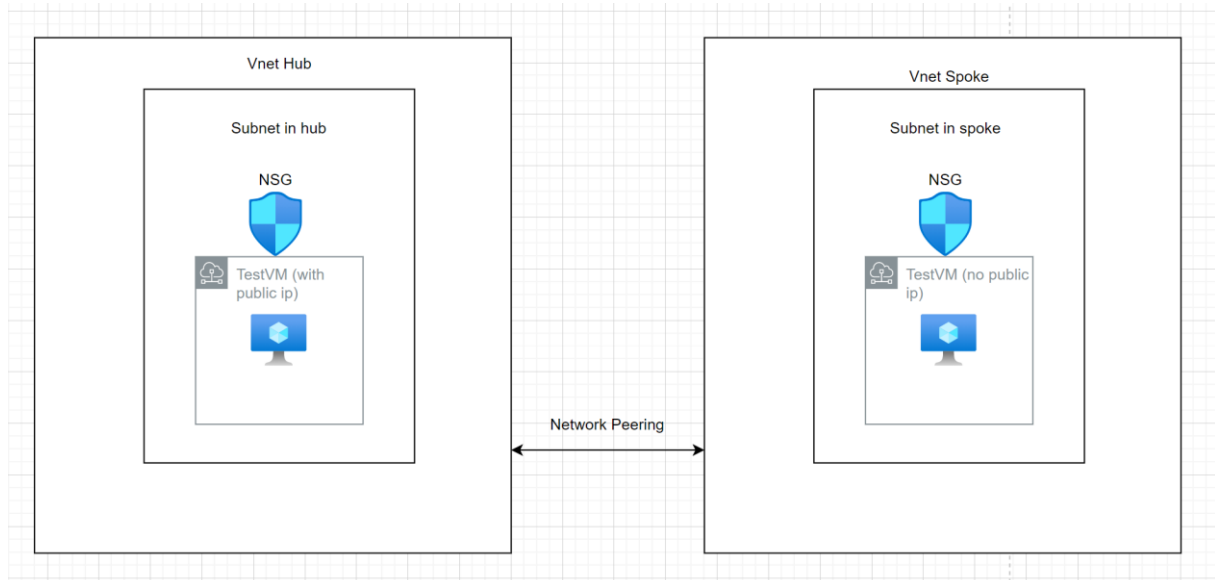 Vnet Hub
Subnet in hub
NSG
TestVM (with
public ip)
Network Peering
Vnet Spoke
Subnet in spoke
NSG
TestVM (no public
ip)